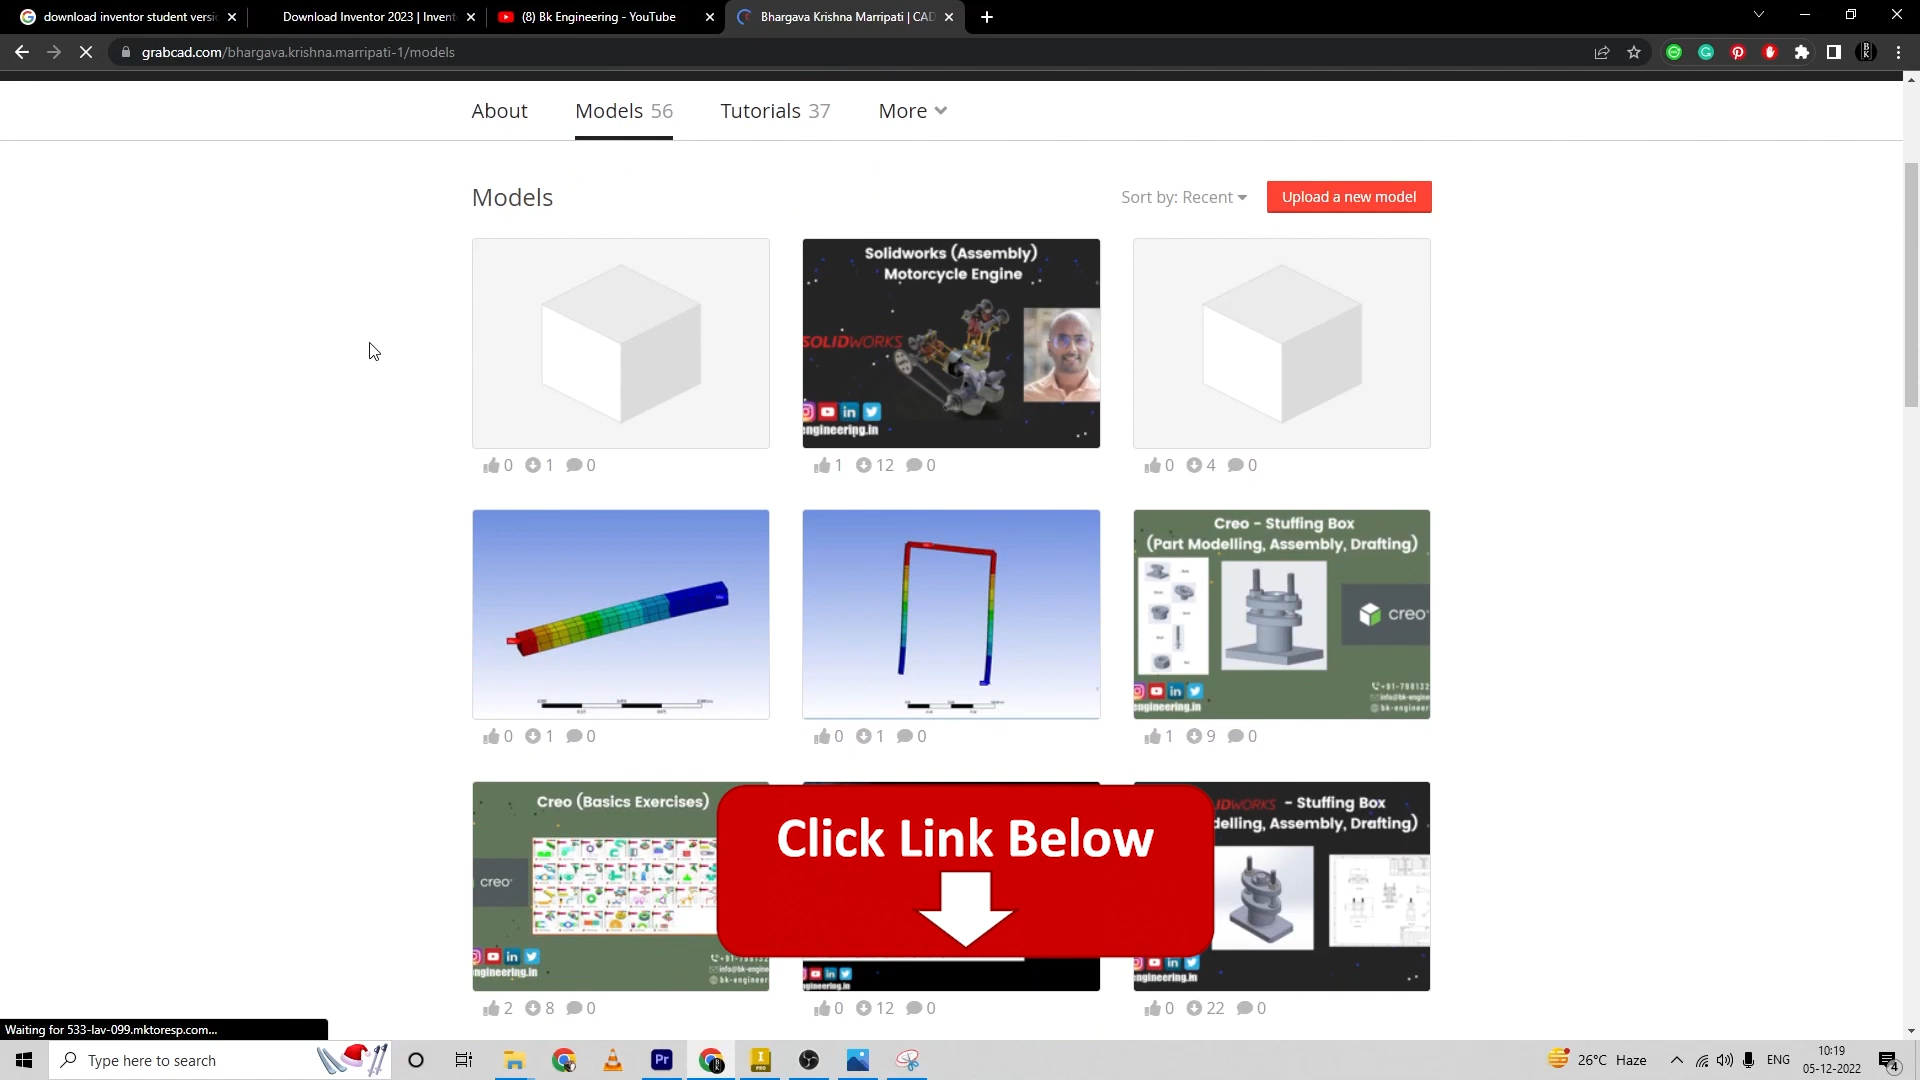 download inventor student versi
Download Inventor 2023 | Invent
(8) Bk Engineering - YouTube
Bhargava Krishna Marripati | CAD
grabcad.com/bhargava.krishna.marripati-1/models
About
Models 56
Tutorials 37
More
Models
Sort by: Recent
Upload a new model
Solidworks (Assembly)
Motorcycle Engine
SOLIDWORKS
engineering.in
0 1 0
1 12 0
0 4 0
Creo - Stuffing Box
(Part Modelling, Assembly, Drafting)
creo
engineering.in
0 1 0
0 1 0
1 9 0
Creo (Basics Exercises)
creo
engineering.in
Click Link Below
engineering.in
- Stuffing Box
delling, Assembly, Drafting)
engineering.in
2 8 0
0 12 0
0 22 0
Waiting for 533-lav-099.mktoresp.com...
Type here to search
Pr
26°C Haze
ENG
10:19
05-12-2022
4